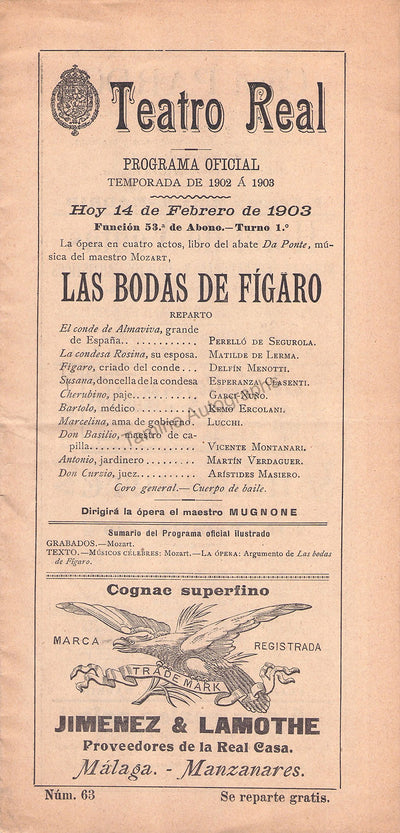 Teatro Real
PROGRAMA OFICIAL
TEMPORADA DE 1902 Á 1903
Hoy 14 de Febrero de 1903
Función 53.ª de Abono.—Turno 1.º
La ópera en cuatro actos, libro del abate Da Ponte, mú-
sica del maestro MOZART,
LAS BODAS DE FÍGARO
REPARTO
El conde de Almaviva, grande
de España.. ........... PERELLÓ DE SEGUROLA.
La condesa Rosina, su esposa. MATILDE DE LERMA.
Fígaro, criado del conde... DELFÍN MENOTTI.
Susana, doncella de la condesa ESPERANZA CLASENTI.
Cherubino, paje........... GARCI-NUÑO.
Bartolo, médico .......... REMO ERCOLANI.
Marcelina, ama de gobierno. LUCCHI.
Don Basilio, maestro de ca-
pilla.................. VICENTE MONTANARI.
Antonio, jardinero ........ MARTÍN VERDAGUER.
Don Curzio, juez.......... ARÍSTIDES MASIERO.
Coro general.—Cuerpo de baile.
Dirigirá la ópera el maestro MUGNONE
Sumario del Programa oficial ilustrado
GRABADOS.—Mozart.
TEXTO.—MÚSICOS CÉLEBRES: Mozart.—LA ÓPERA: Argumento de Las bodas
de Fígaro.
Cognac superfino
MARCA REGISTRADA
TRADE MARK
JIMENEZ & LAMOTHE
Proveedores de la Real Casa.
Málaga. - Manzanares.
Núm. 63 Se reparte gratis.
Tamino Autographs